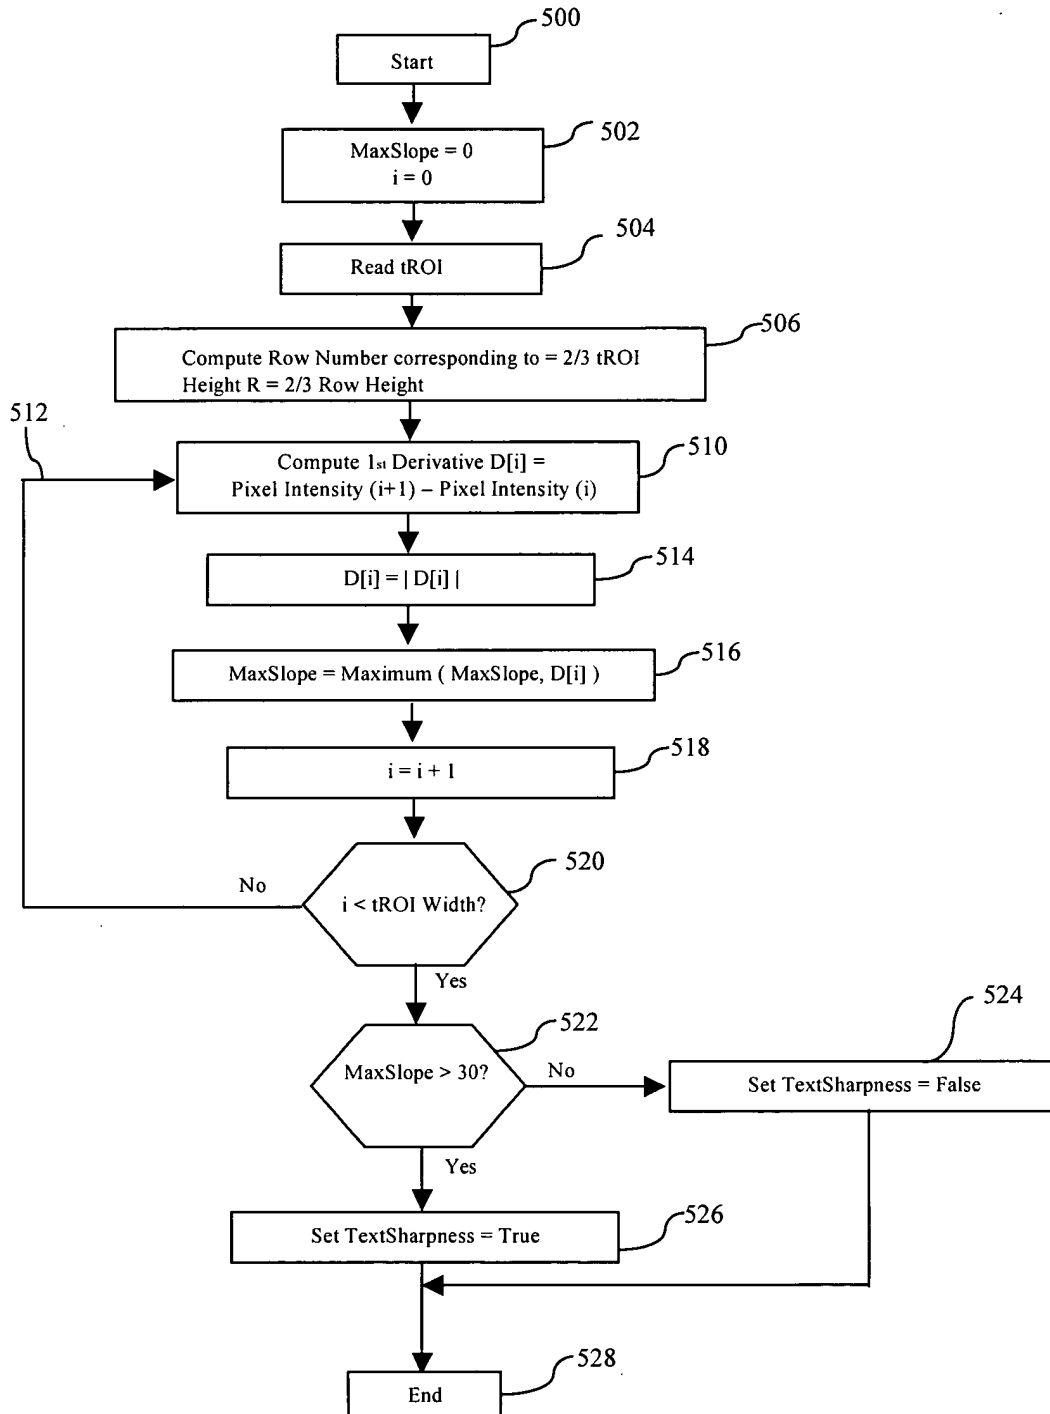 500
Start
502
MaxSlope = 0
i = 0
504
Read tROI
506
Compute Row Number corresponding to = 2/3 tROI
Height R = 2/3 Row Height
512
510
Compute 1st Derivative D[i] =
Pixel Intensity (i+1) – Pixel Intensity (i)
514
D[i] = | D[i] |
516
MaxSlope = Maximum ( MaxSlope, D[i] )
518
i = i + 1
520
No
i < tROI Width?
Yes
522
524
MaxSlope > 30?
No
Set TextSharpness = False
Yes
526
Set TextSharpness = True
528
End